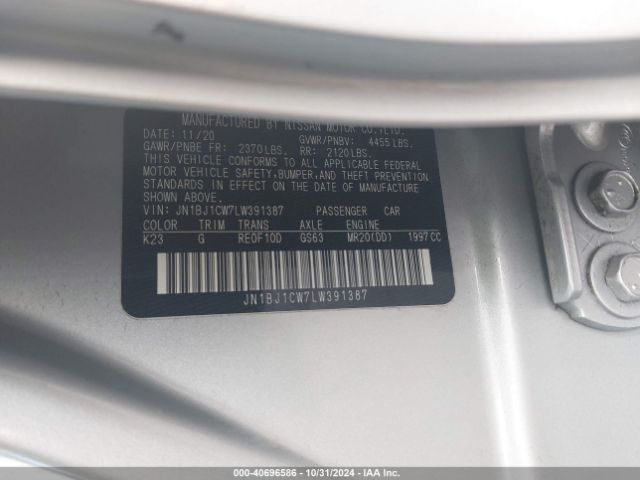 MANUFACTURED BY NISSAN MOTOR CO.,LTD.
DATE: 11/20 GVWR/PNBV: 4455 LBS.
GAWR/PNBE FR: 2370 LBS. RR: 2120 LBS.
THIS VEHICLE CONFORMS TO ALL APPLICABLE FEDERAL
MOTOR VEHICLE SAFETY, BUMPER, AND THEFT PREVENTION
STANDARDS IN EFFECT ON THE DATE OF MANUFACTURE
SHOWN ABOVE.
VIN: JN1BJ1CW7LW391387 PASSENGER CAR
COLOR TRIM TRANS AXLE ENGINE
K23 G RE0F10D GS63 MR20(DD) 1997CC
JN1BJ1CW7LW391387
000-40696586 - 10/31/2024 - IAA Inc.